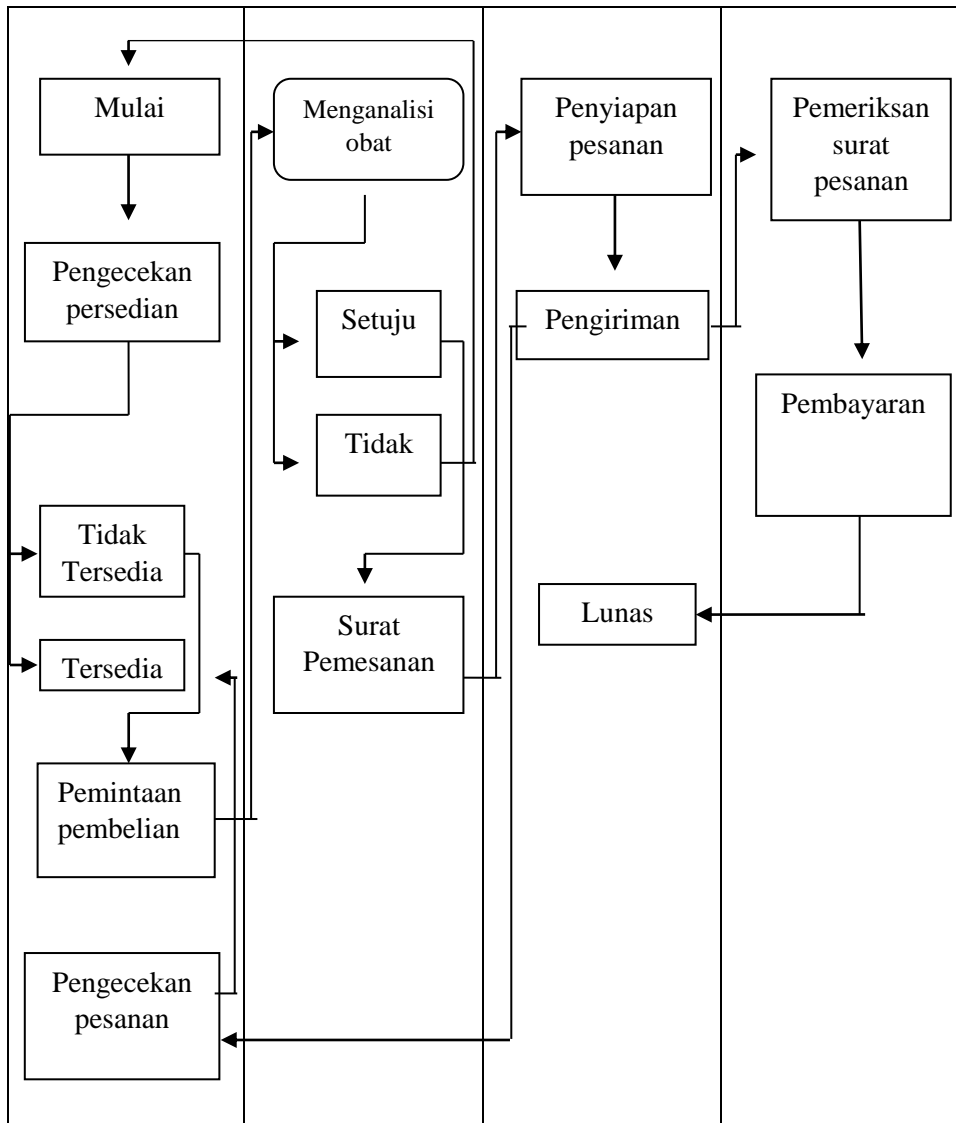 Mulai
Pengecekan
persedian
Tidak
Tersedia
Tersedia
Pemintaan
pembelian
Pengecekan
pesanan
Menganalisi
obat
Setuju
Tidak
Surat
Pemesanan
Penyiapan
pesanan
Pengiriman
Lunas
Pemeriksan
surat
pesanan
Pembayaran